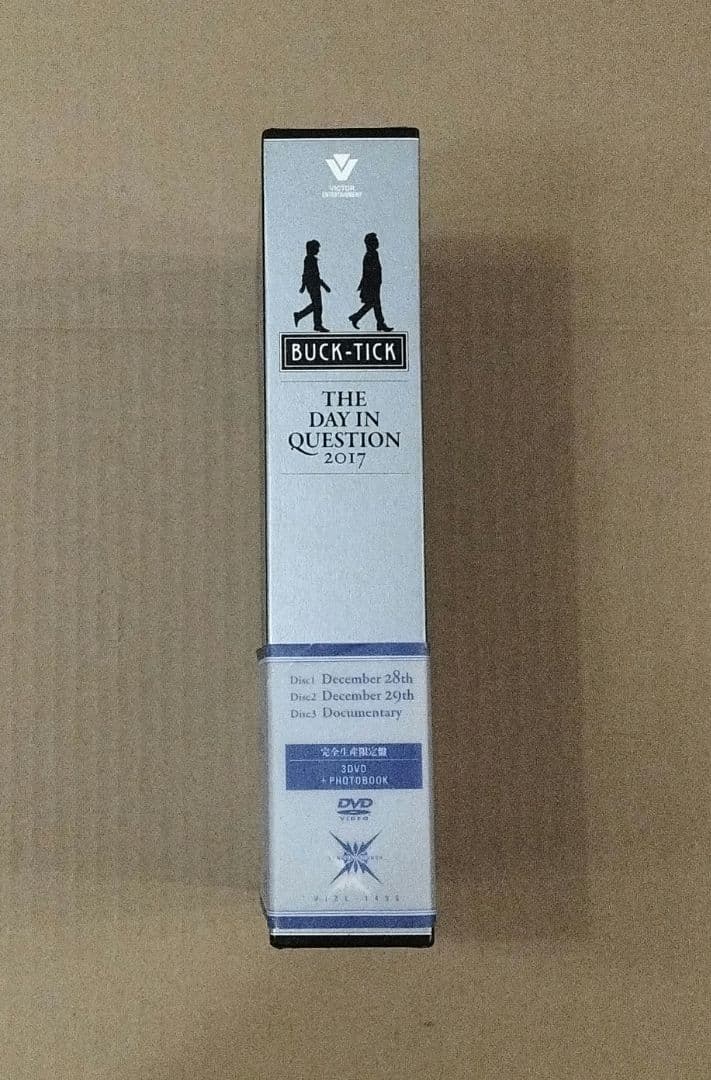 VICTOR
ENTERTAINMENT
BUCK-TICK
THE
DAY IN
QUESTION
2017
Disc1 December 28th
Disc2 December 29th
Disc3 Documentary
完全生産限定盤
3DVD
+ PHOTOBOOK
DVD
VIDEO